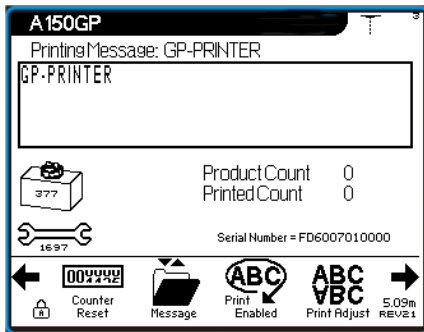 A150GP
3
Printing Message: GP-PRINTER
GP-PRINTER
377
Product Count 0
Printed Count 0
1697
Serial Number = FD6007010000
Counter Reset
Message
ABC
Print Enabled
ABC
Print Adjust
5.09m
REV21